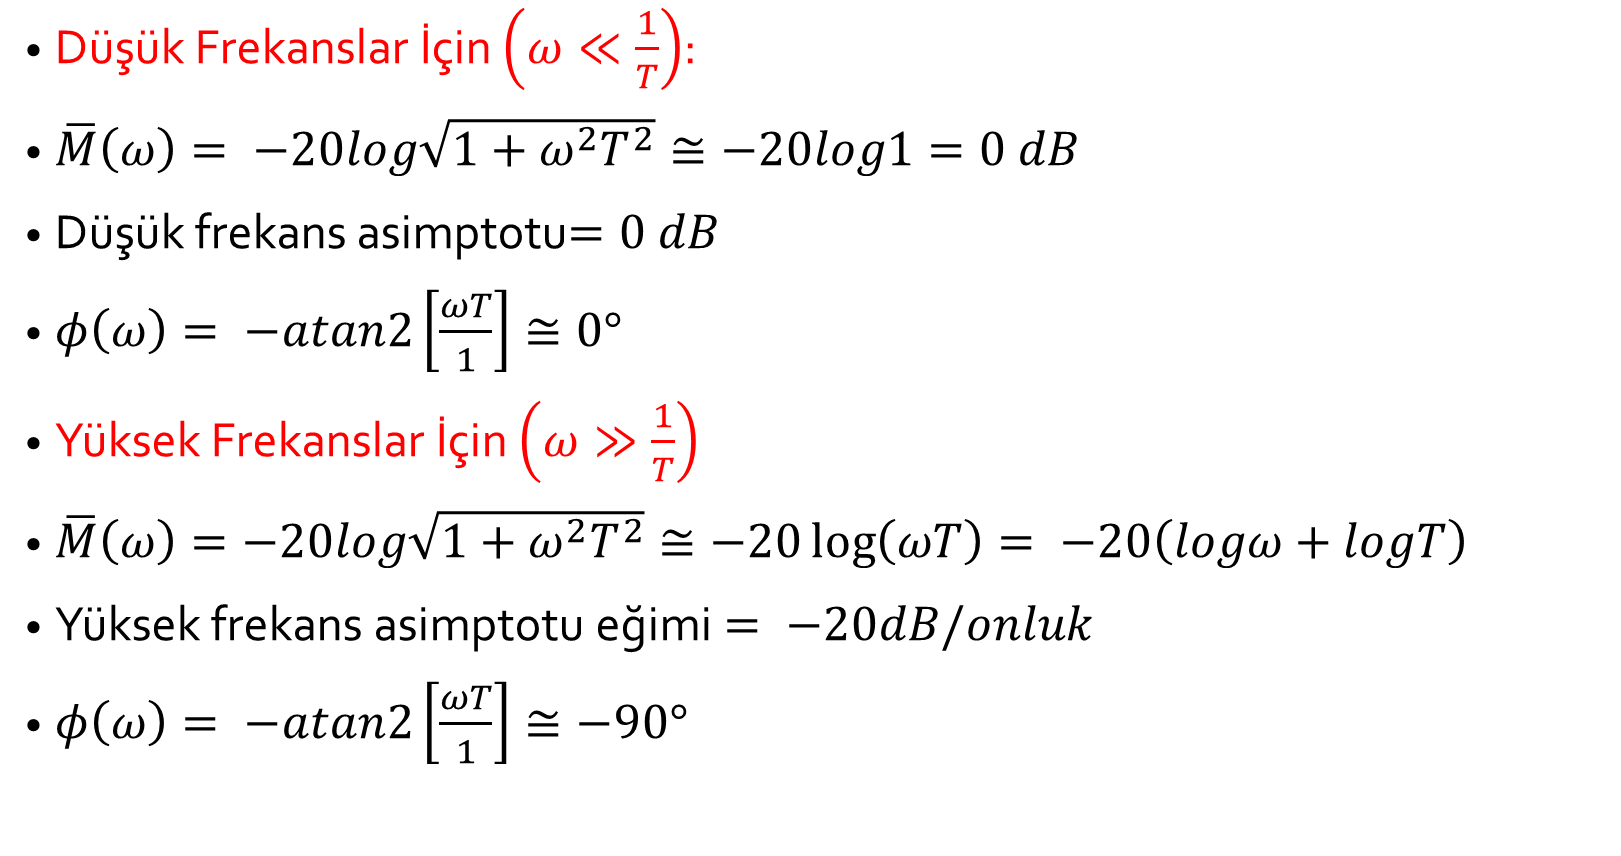 • Düşük Frekanslar İçin (ω ≪ 1/T):
• M̅(ω) = −20log√(1 + ω²T²) ≅ −20log1 = 0 dB
• Düşük frekans asimptotu= 0 dB
• ϕ(ω) = −atan2 [ωT/1] ≅ 0°
• Yüksek Frekanslar İçin (ω ≫ 1/T)
• M̅(ω) = −20log√(1 + ω²T²) ≅ −20 log(ωT) = −20(logω + logT)
• Yüksek frekans asimptotu eğimi = −20dB/onluk
• ϕ(ω) = −atan2 [ωT/1] ≅ −90°